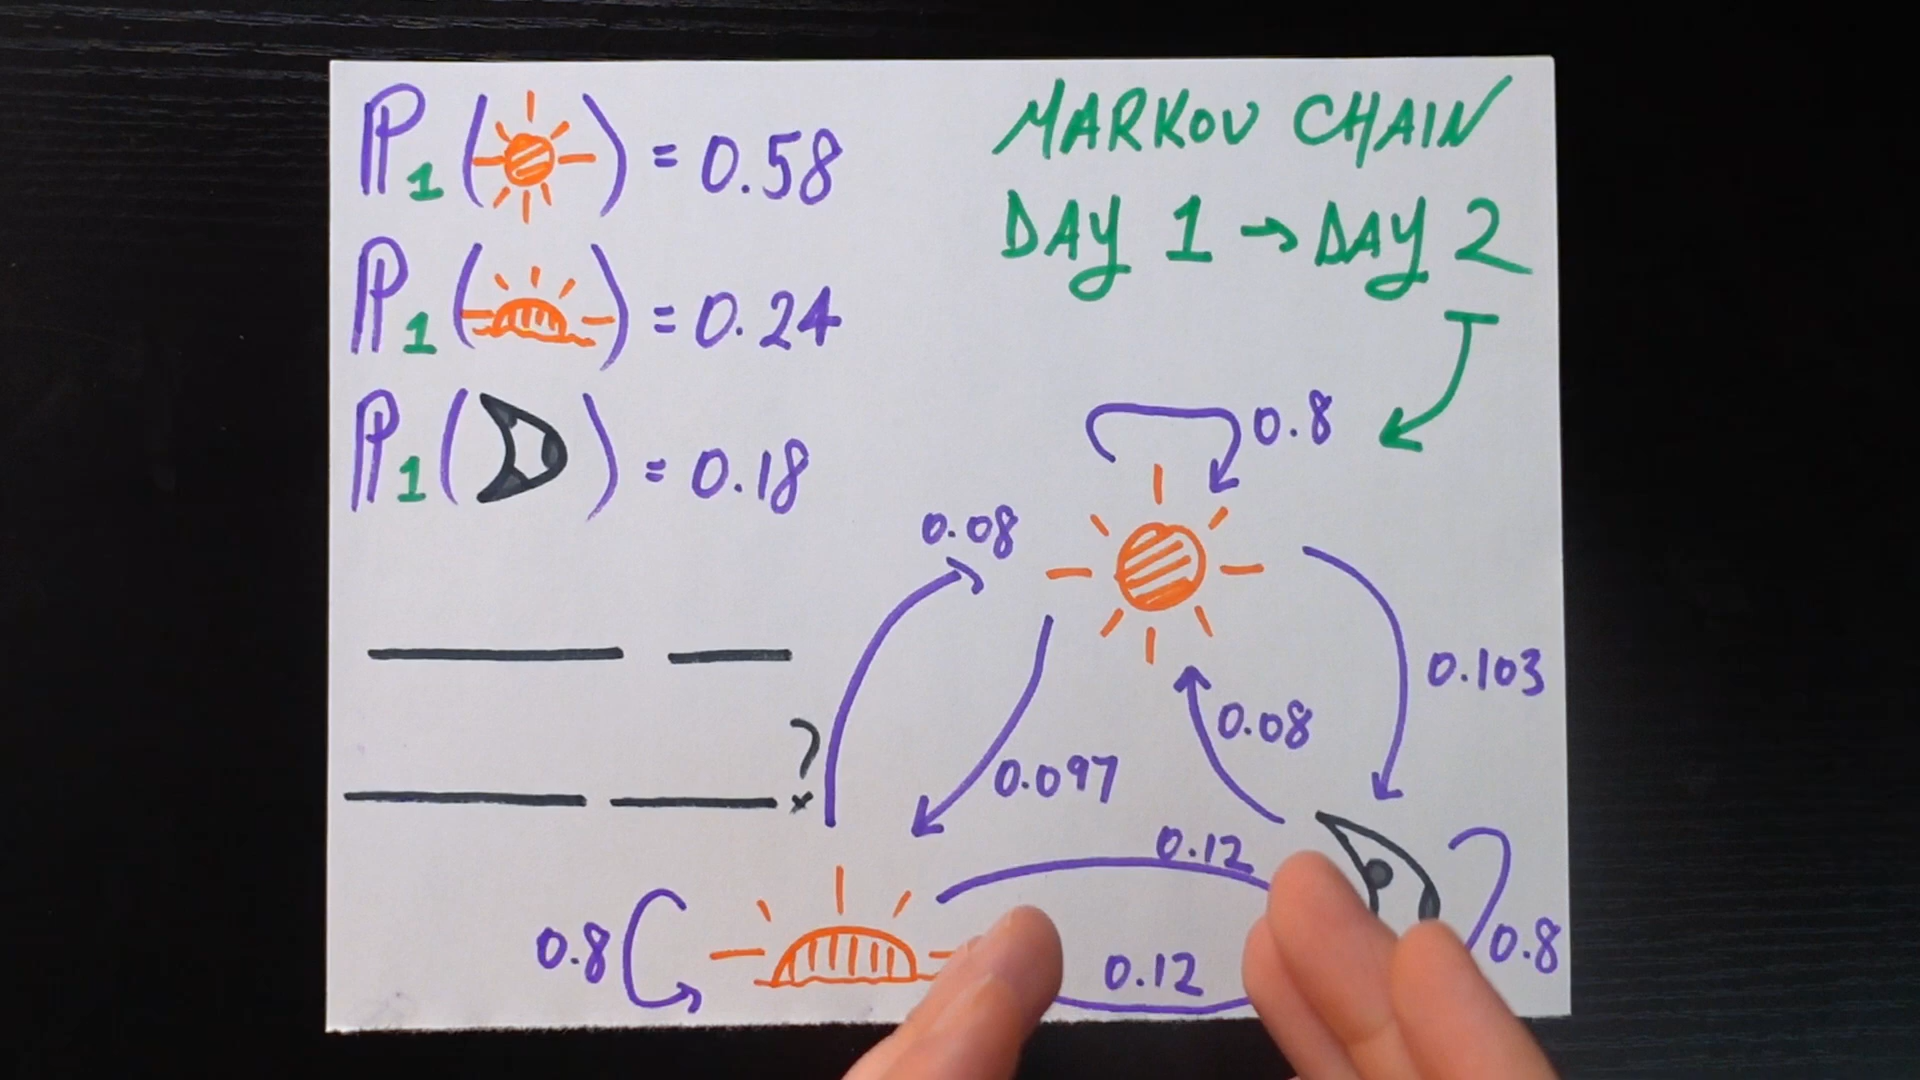 P1( ) = 0.58
P1( ) = 0.24
P1( ) = 0.18
MARKOV CHAIN
DAY 1 → DAY 2
0.8
0.08
0.103
0.08
0.097
?
0.12
0.8
0.12
0.8